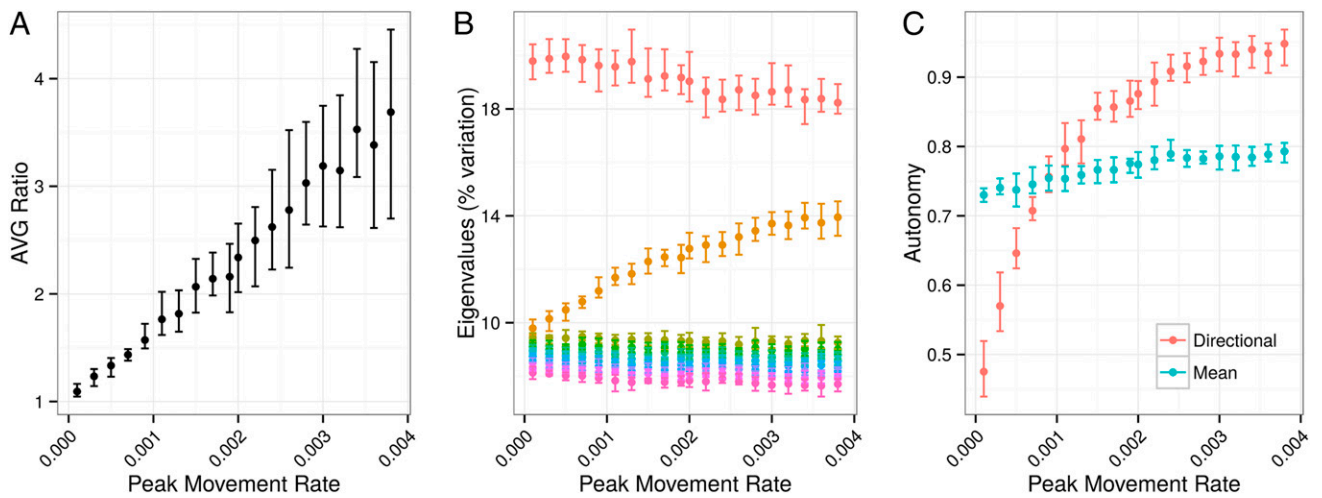 A
AVG Ratio
4
3
2
1
0.000
0.001
0.002
0.003
0.004
Peak Movement Rate
B
Eigenvalues (% variation)
18
14
10
0.000
0.001
0.002
0.003
0.004
Peak Movement Rate
C
Autonomy
0.9
0.8
0.7
0.6
0.5
Directional
Mean
0.000
0.001
0.002
0.003
0.004
Peak Movement Rate